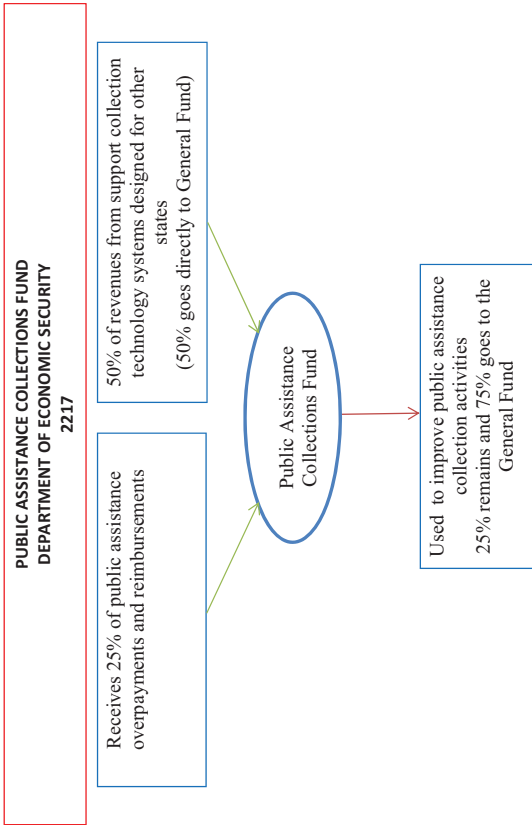 PUBLIC ASSISTANCE COLLECTIONS FUND
DEPARTMENT OF ECONOMIC SECURITY
2217
Receives 25% of public assistance
overpayments and reimbursements
50% of revenues from support collection
technology systems designed for other
states
(50% goes directly to General Fund)
Public Assistance
Collections Fund
Used to improve public assistance
collection activities
25% remains and 75% goes to the
General Fund